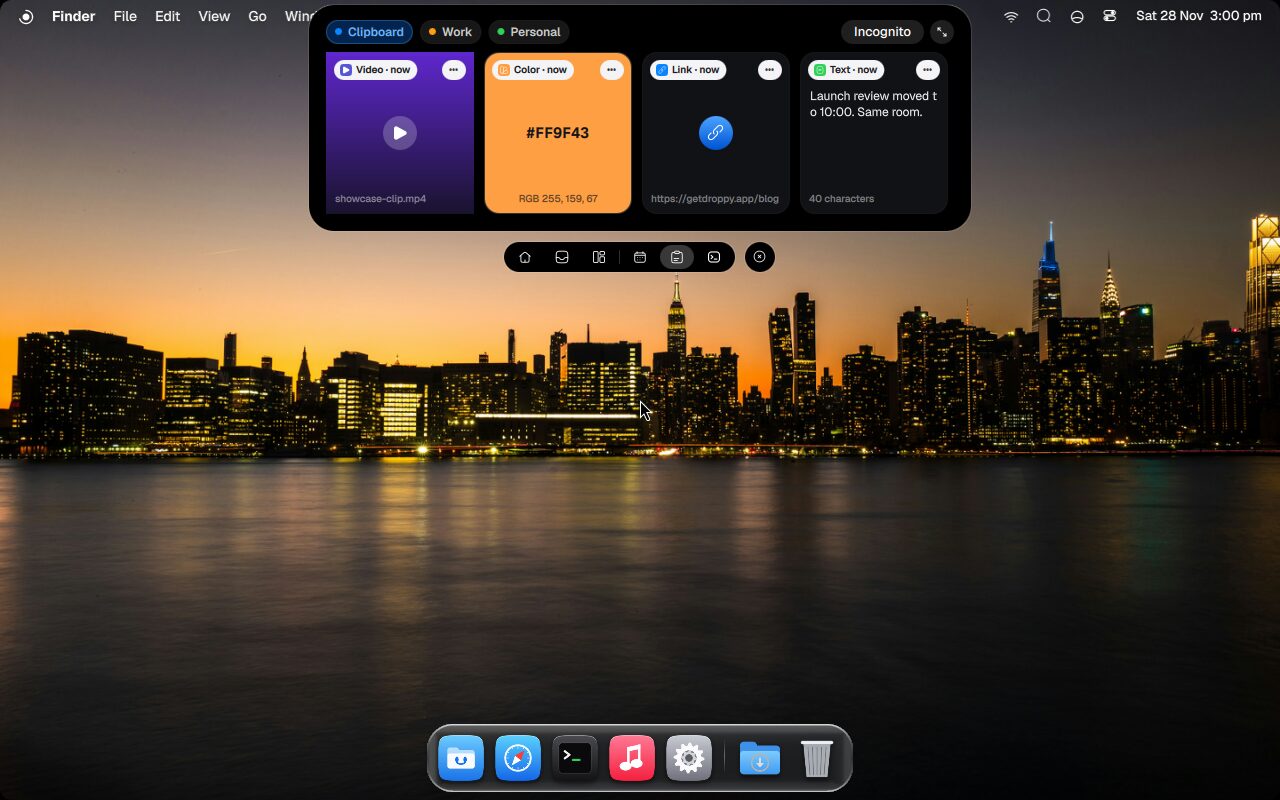 Finder File Edit View Go Wind
Sat 28 Nov 3:00 pm
Clipboard Work Personal
Incognito
Video · now
showcase-clip.mp4
Color · now
#FF9F43
RGB 255, 159, 67
Link · now
https://getdroppy.app/blog
Text · now
Launch review moved t
o 10:00. Same room.
40 characters